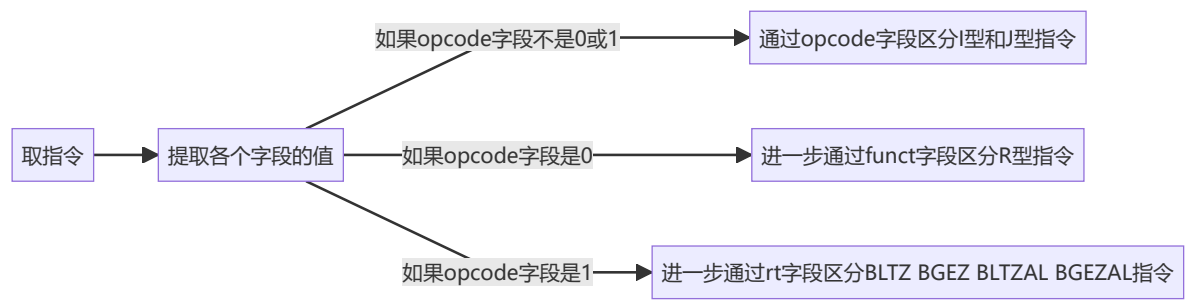 如果opcode字段不是0或1
通过opcode字段区分I型和J型指令
取指令
提取各个字段的值
如果opcode字段是0
进一步通过funct字段区分R型指令
如果opcode字段是1
进一步通过rt字段区分BLTZ BGEZ BLTZAL BGEZAL指令